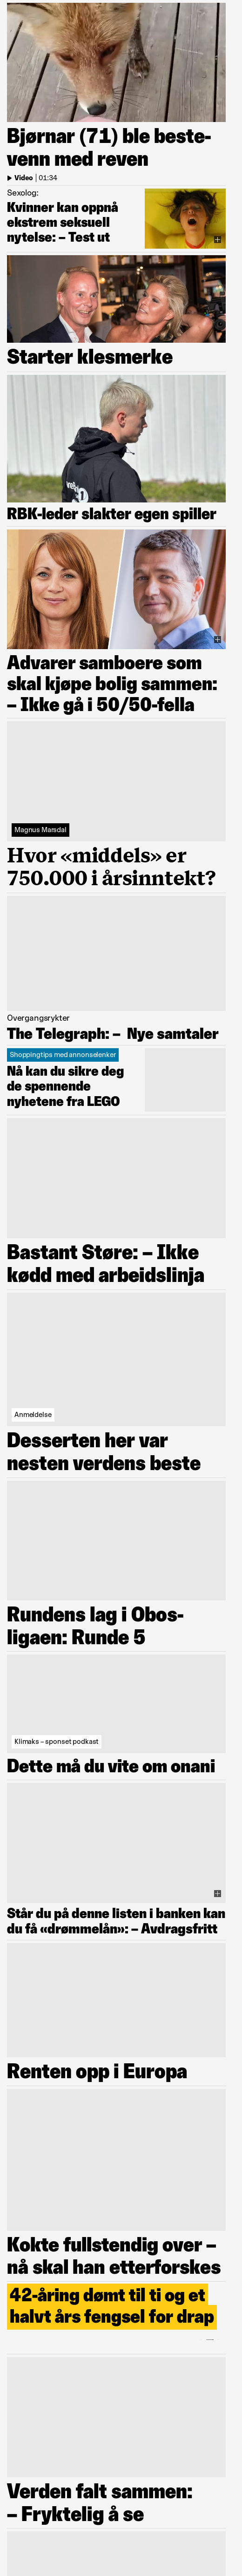 Bjørnar (71) ble beste-
venn med reven
Video | 01:34
Sexolog:
Kvinner kan oppnå
ekstrem seksuell
nytelse: – Test ut
Starter klesmerke
RBK-leder slakter egen spiller
Advarer samboere som
skal kjøpe bolig sammen:
– Ikke gå i 50/50-fella
Magnus Marsdal
Hvor «middels» er
750.000 i årsinntekt?
Overgangsrykter
The Telegraph: – Nye samtaler
Shoppingtips med annonselenker
Nå kan du sikre deg
de spennende
nyhetene fra LEGO
Bastant Støre: – Ikke
kødd med arbeidslinja
Anmeldelse
Desserten her var
nesten verdens beste
Rundens lag i Obos-
ligaen: Runde 5
Klimaks – sponset podkast
Dette må du vite om onani
Står du på denne listen i banken kan
du få «drømmelån»: – Avdragsfritt
Renten opp i Europa
Kokte fullstendig over –
nå skal han etterforskes
42-åring dømt til ti og et
halvt års fengsel for drap
Verden falt sammen:
– Fryktelig å se